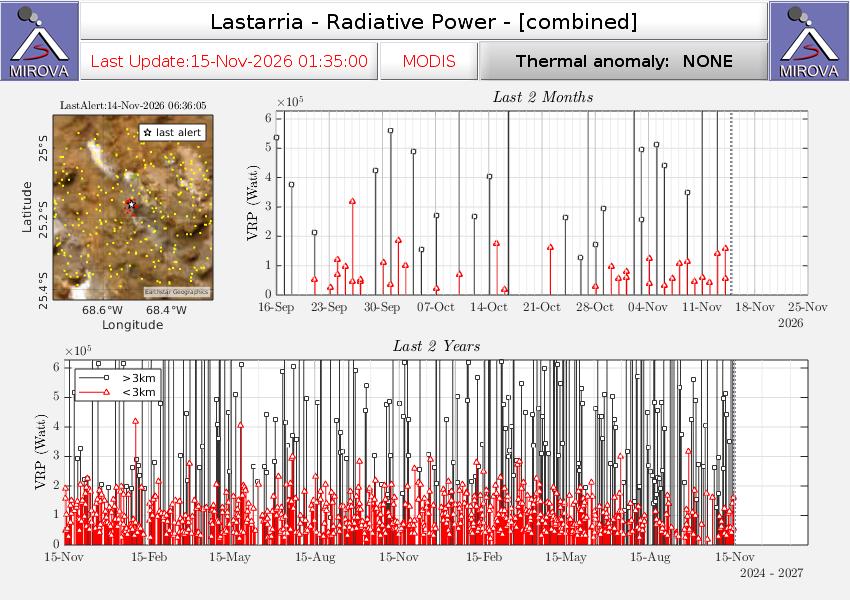 Lastarria - Radiative Power - [combined]
MIROVA
Last Update:15-Nov-2026 01:35:00
MODIS
Thermal anomaly: NONE
MIROVA
LastAlert:14-Nov-2026 06:36:05
last alert
Latitude
25°S
25.2°S
25.4°S
Earthstar Geographics
68.6°W
68.4°W
Longitude
Last 2 Months
×10⁵
VRP (Watt)
6
5
4
3
2
1
0
16-Sep
23-Sep
30-Sep
07-Oct
14-Oct
21-Oct
28-Oct
04-Nov
11-Nov
18-Nov
25-Nov
2026
Last 2 Years
×10⁵
VRP (Watt)
6
5
4
3
2
1
0
>3km
<3km
15-Nov
15-Feb
15-May
15-Aug
15-Nov
15-Feb
15-May
15-Aug
15-Nov
2024 - 2027